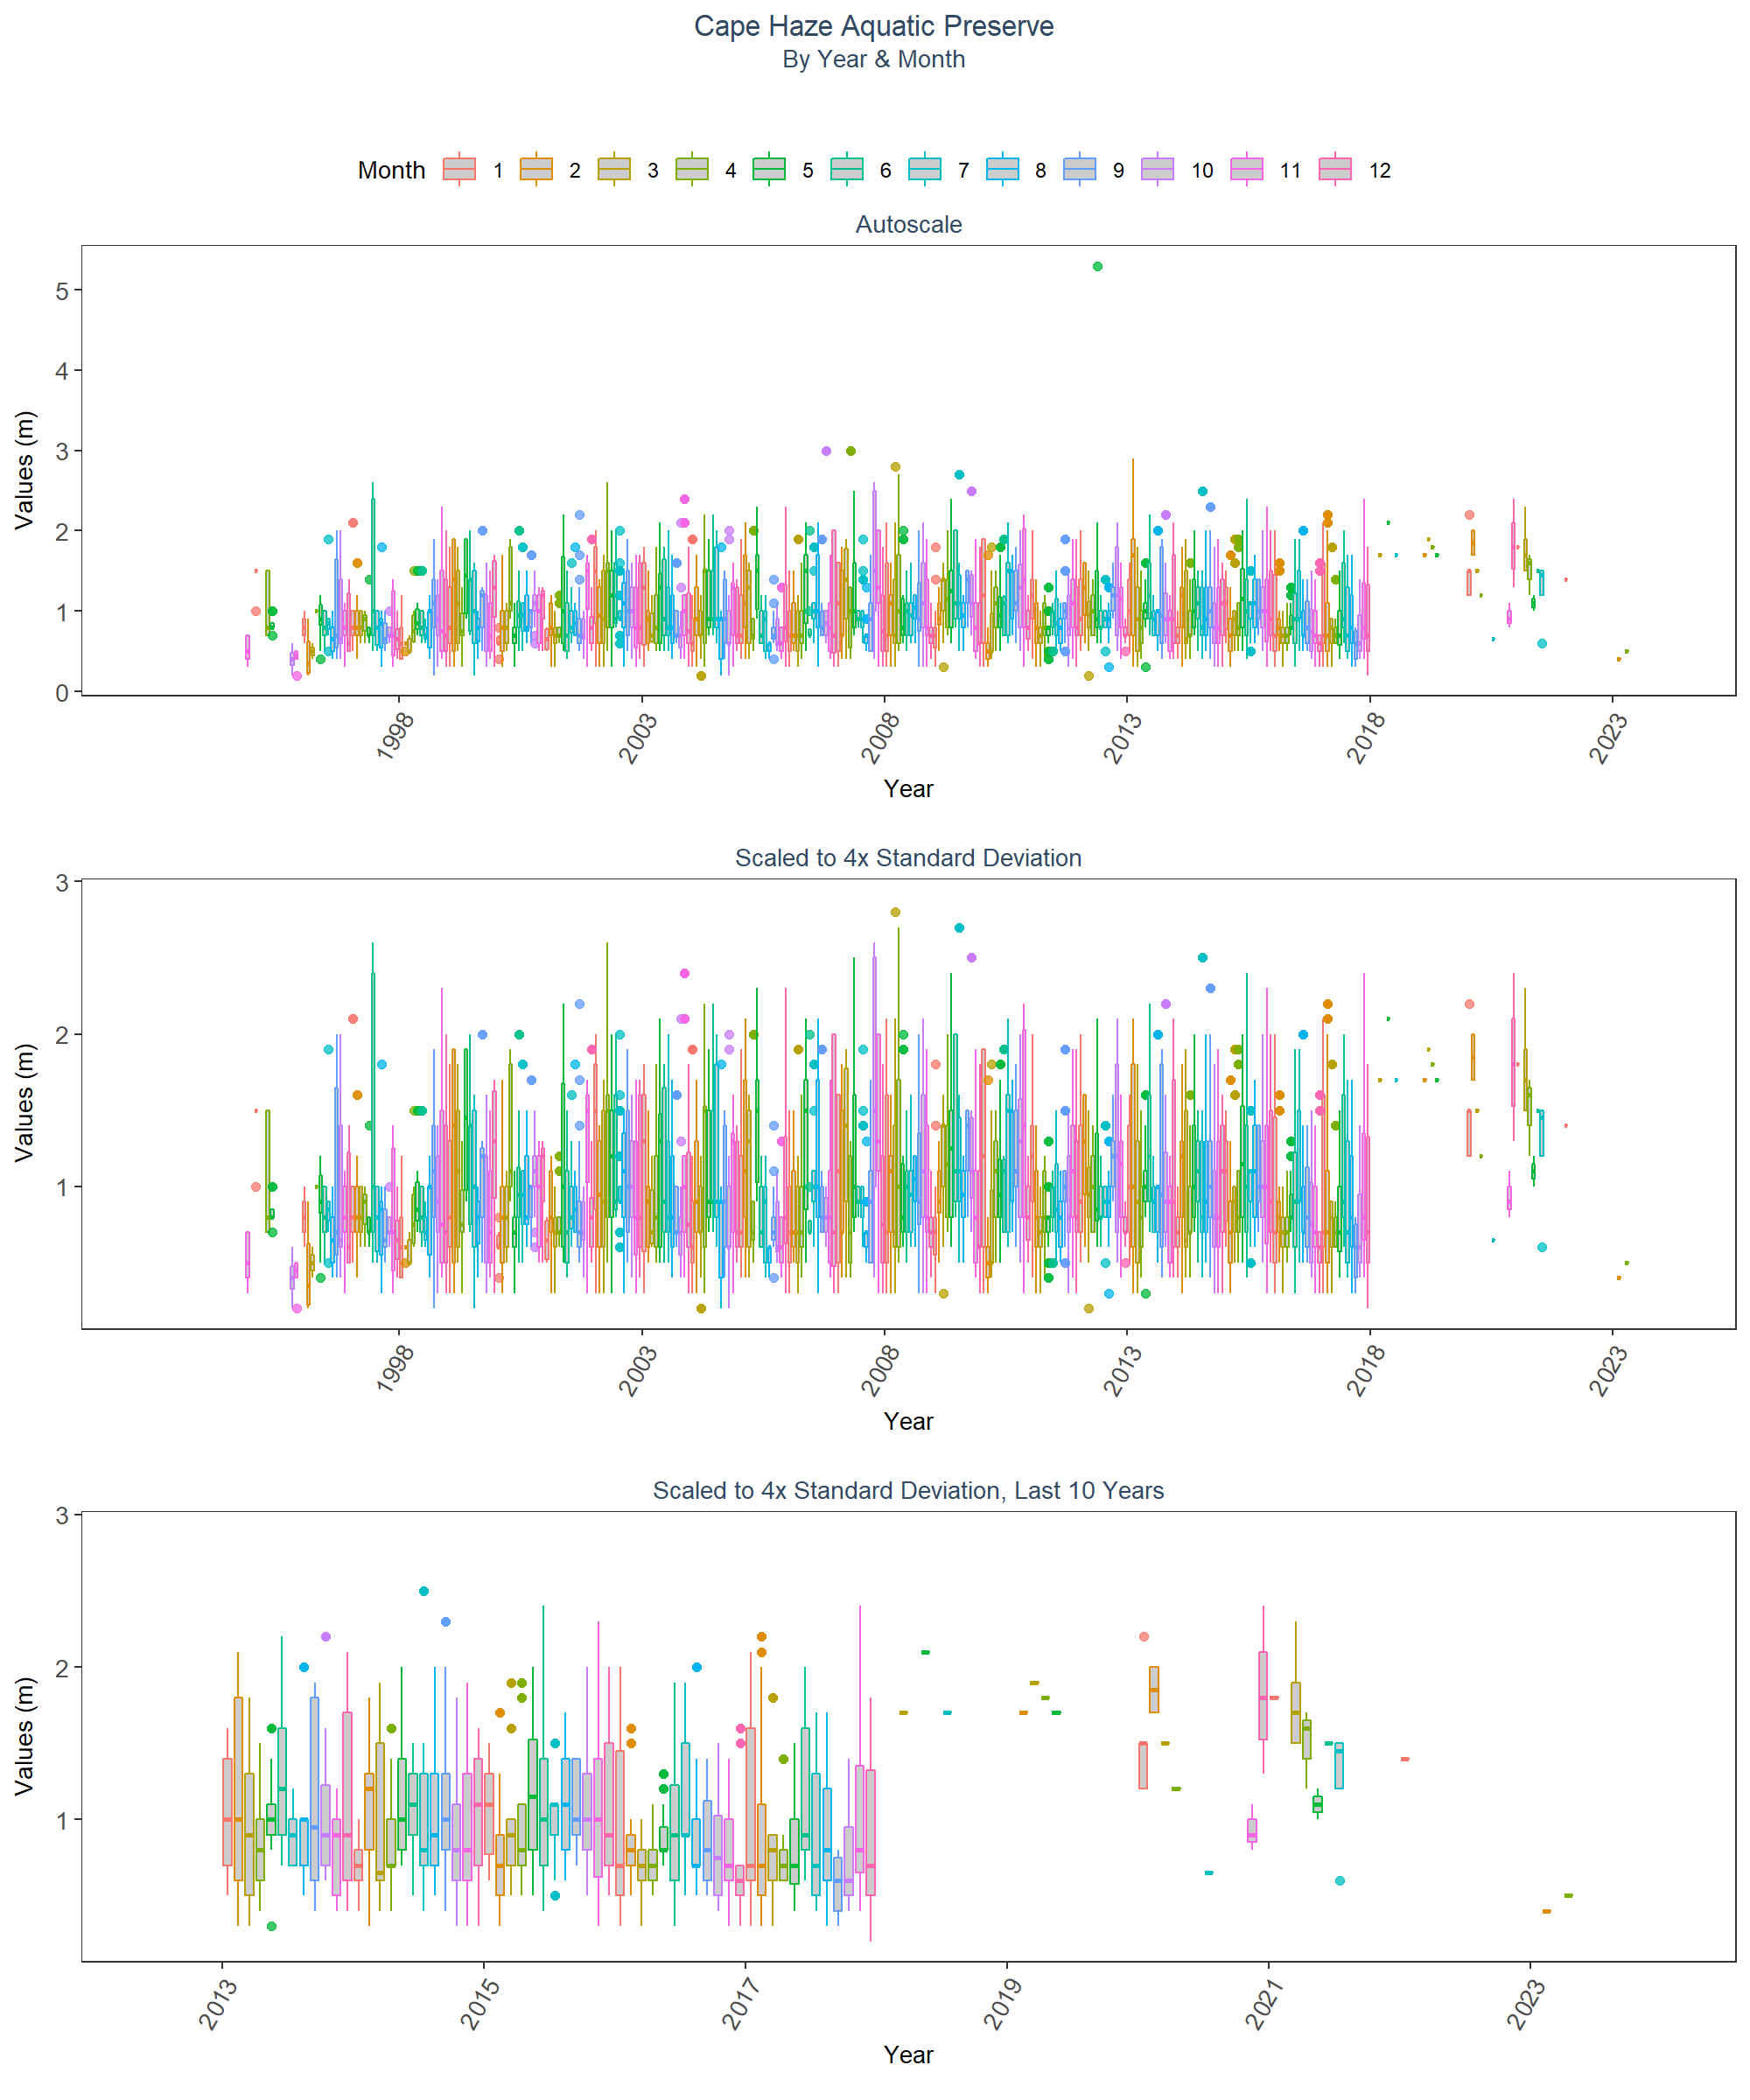 Cape Haze Aquatic Preserve
By Year & Month
Month 1 2 3 4 5 6 7 8 9 10 11 12
Autoscale
5
4
3
2
1
0
Values (m)
1998 2003 2008 2013 2018 2023
Year
Scaled to 4x Standard Deviation
3
2
1
Values (m)
1998 2003 2008 2013 2018 2023
Year
Scaled to 4x Standard Deviation, Last 10 Years
3
2
1
Values (m)
2013 2015 2017 2019 2021 2023
Year